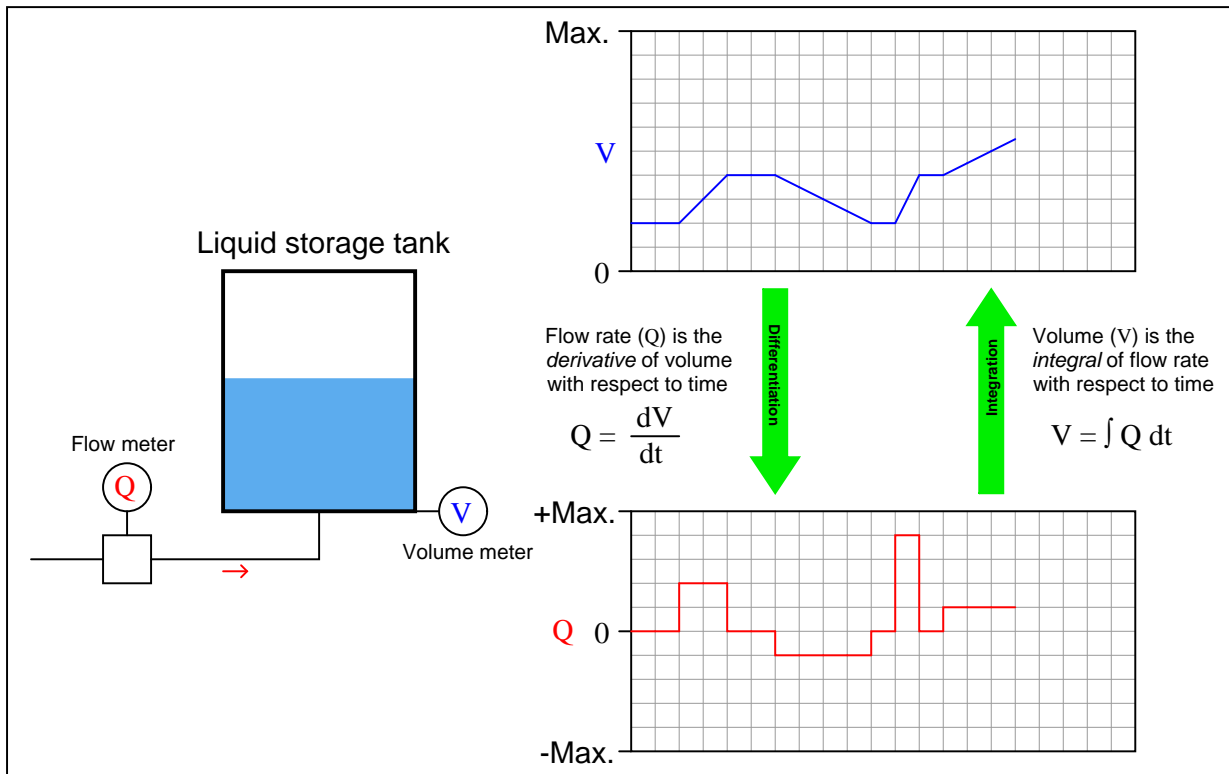 Max.
V
0
Liquid storage tank
Flow meter
Q
V
Volume meter
Flow rate (Q) is the
derivative of volume
with respect to time
Q = dV
dt
Differentiation
Integration
Volume (V) is the
integral of flow rate
with respect to time
V = ∫ Q dt
+Max.
Q 0
-Max.